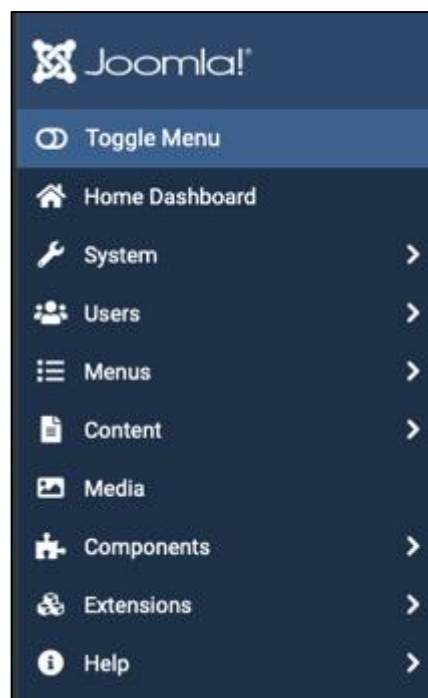 Joomla!®
Toggle Menu
Home Dashboard
System
Users
Menus
Content
Media
Components
Extensions
Help